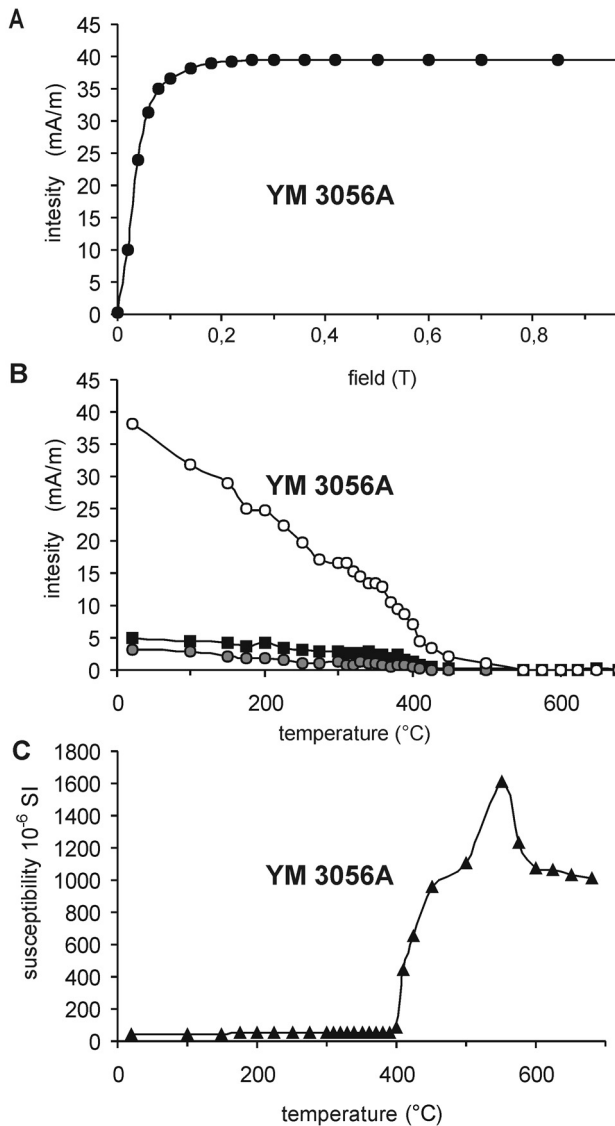 A
45
40
35
30
25
20
15
10
5
0
intesity (mA/m)
YM 3056A
0 0,2 0,4 0,6 0,8
field (T)
B
45
40
35
30
25
20
15
10
5
0
intesity (mA/m)
YM 3056A
0 200 400 600
temperature (°C)
C
1800
1600
1400
1200
1000
800
600
400
200
0
susceptibility 10⁻⁶ SI
YM 3056A
0 200 400 600
temperature (°C)